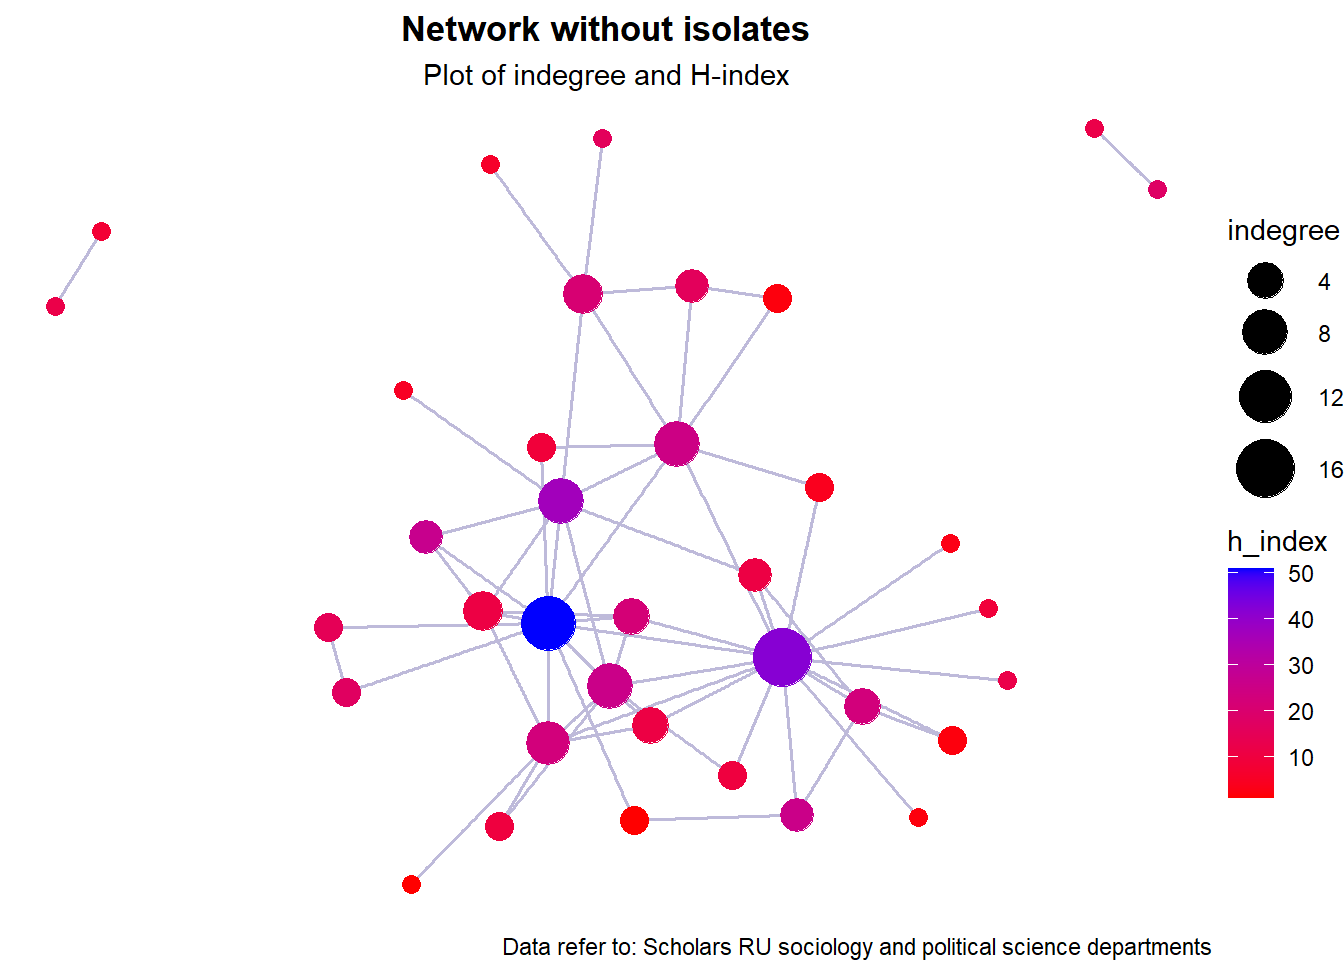 Network without isolates
Plot of indegree and H-index
indegree
4
8
12
16
h_index
50
40
30
20
10
Data refer to: Scholars RU sociology and political science departments